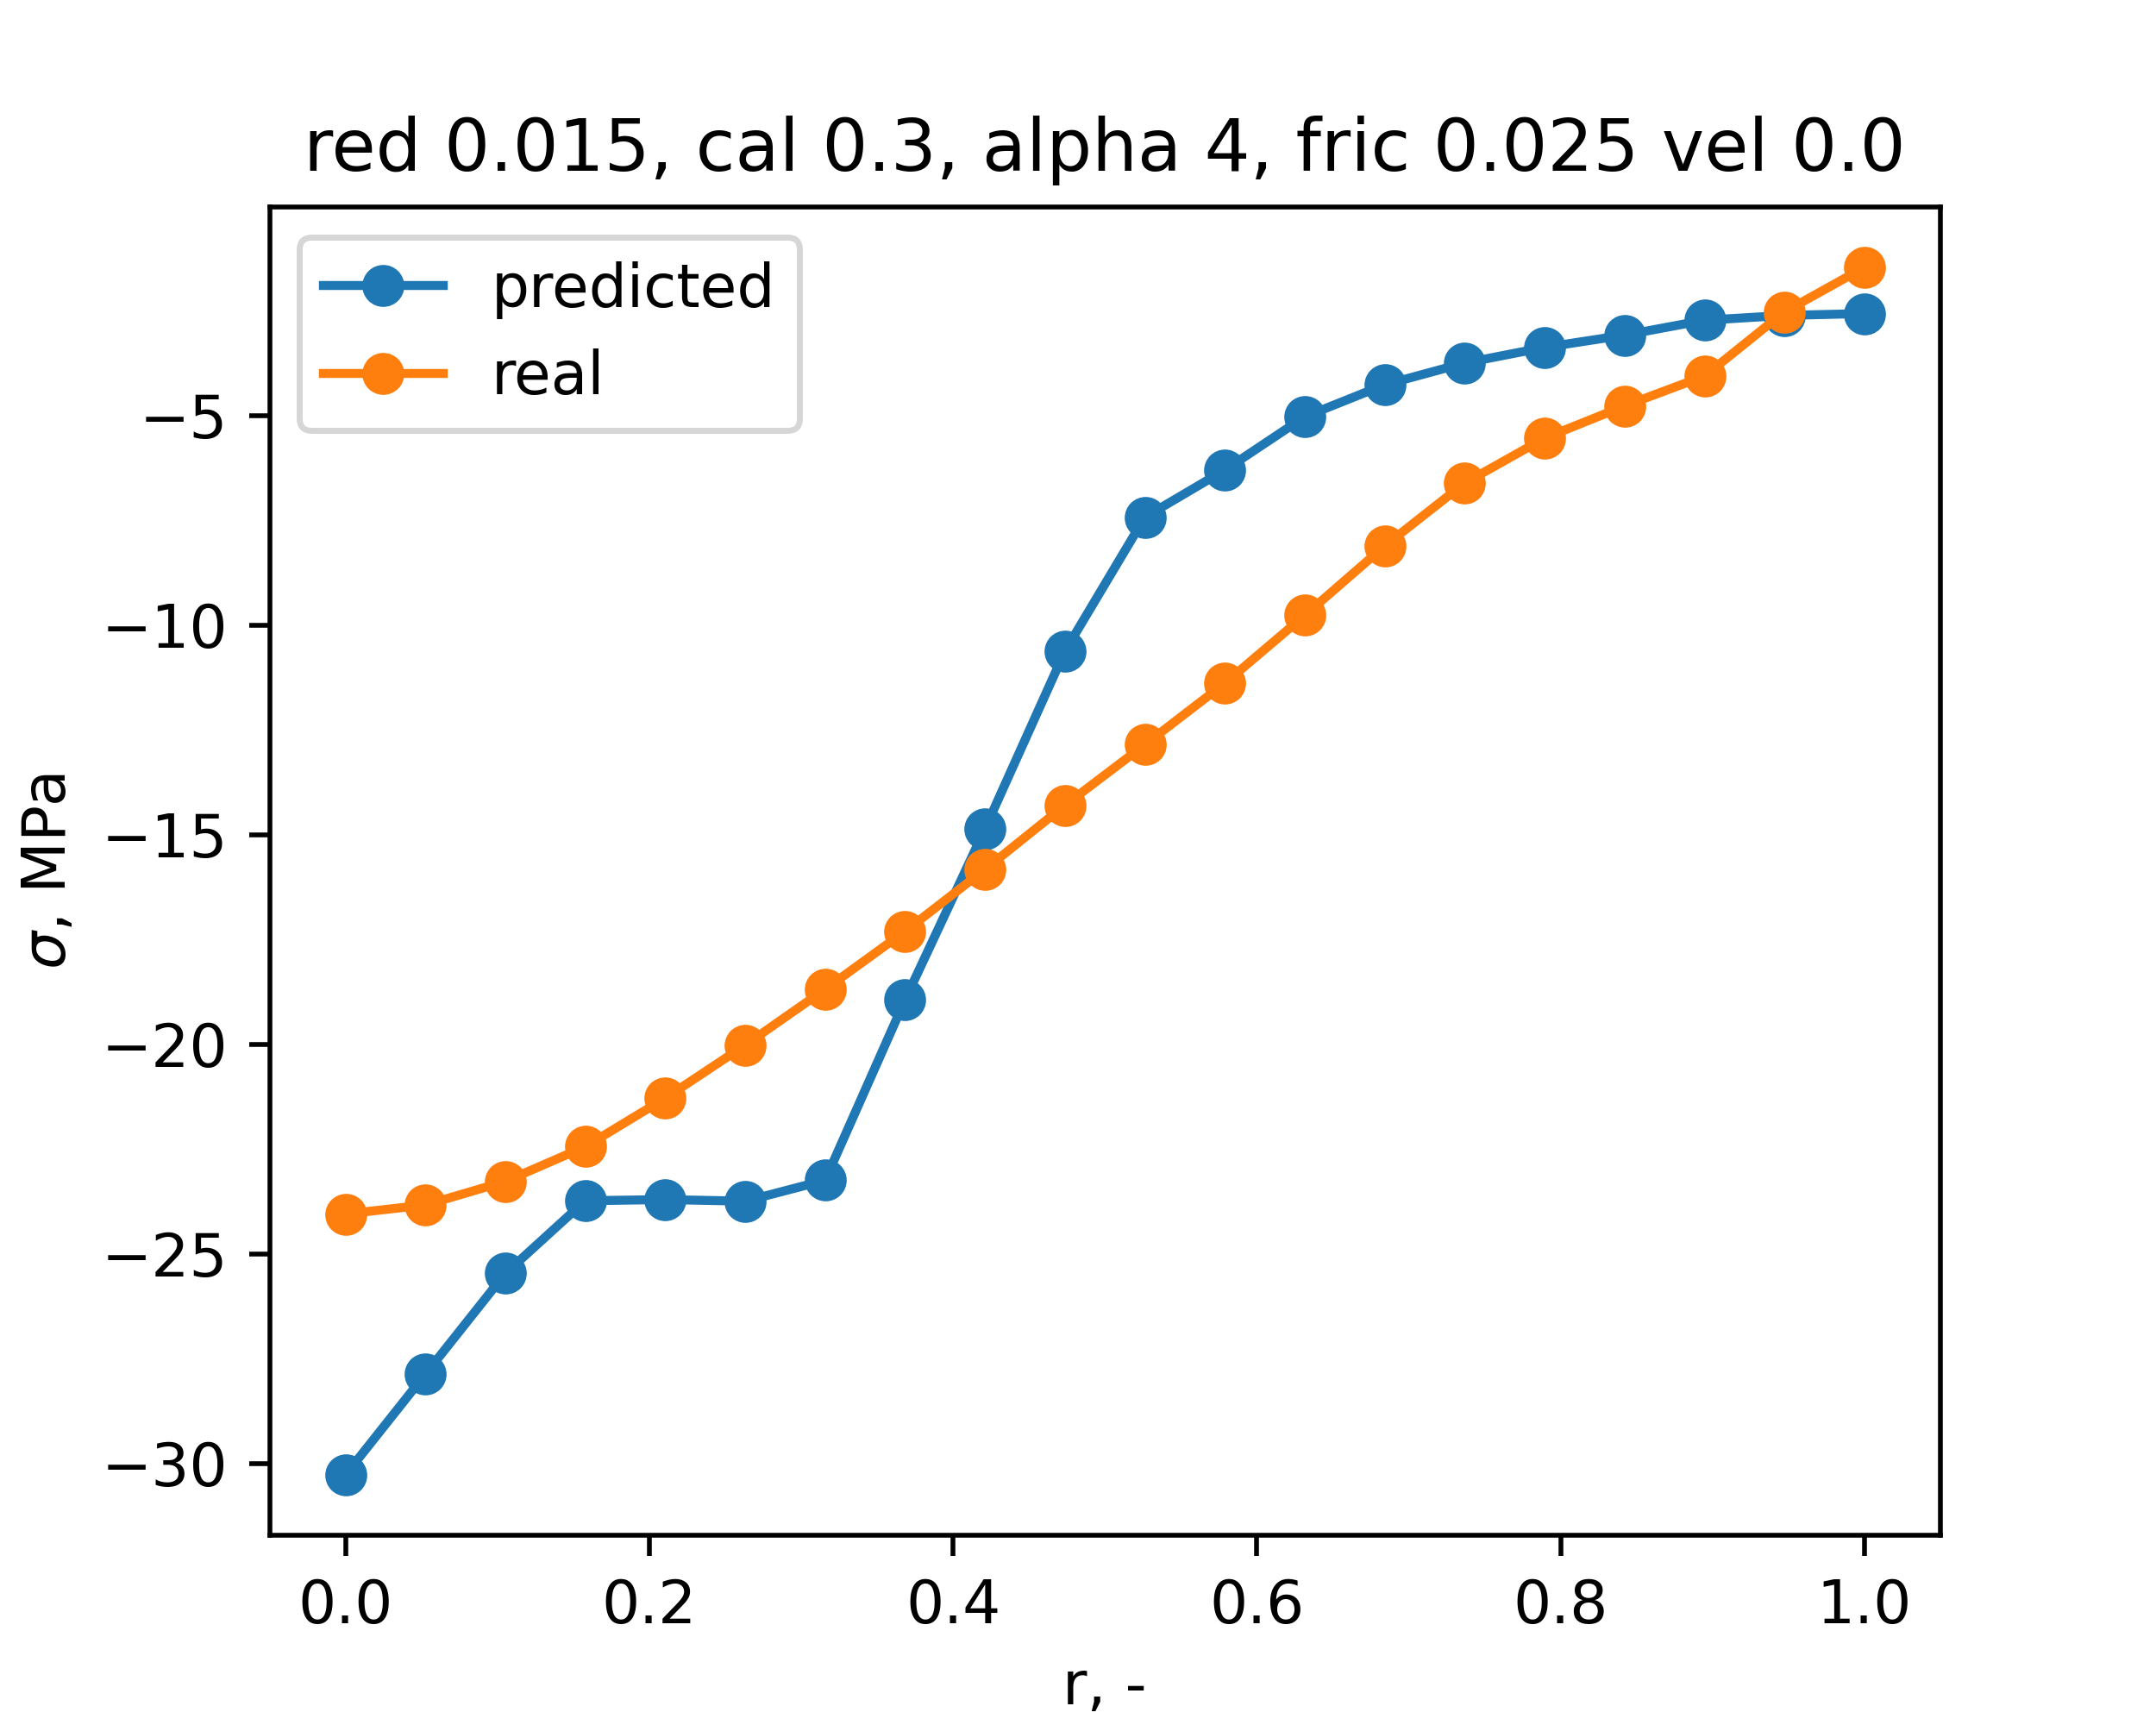 red 0.015, cal 0.3, alpha 4, fric 0.025 vel 0.0
predicted
real
−5
−10
−15
−20
−25
−30
σ, MPa
0.0 0.2 0.4 0.6 0.8 1.0
r, -